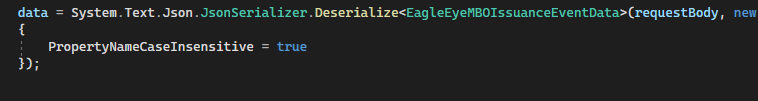 data = System.Text.Json.JsonSerializer.Deserialize<EagleEyeMBOIssuanceEventData>(requestBody, new
{
PropertyNameCaseInsensitive = true
});